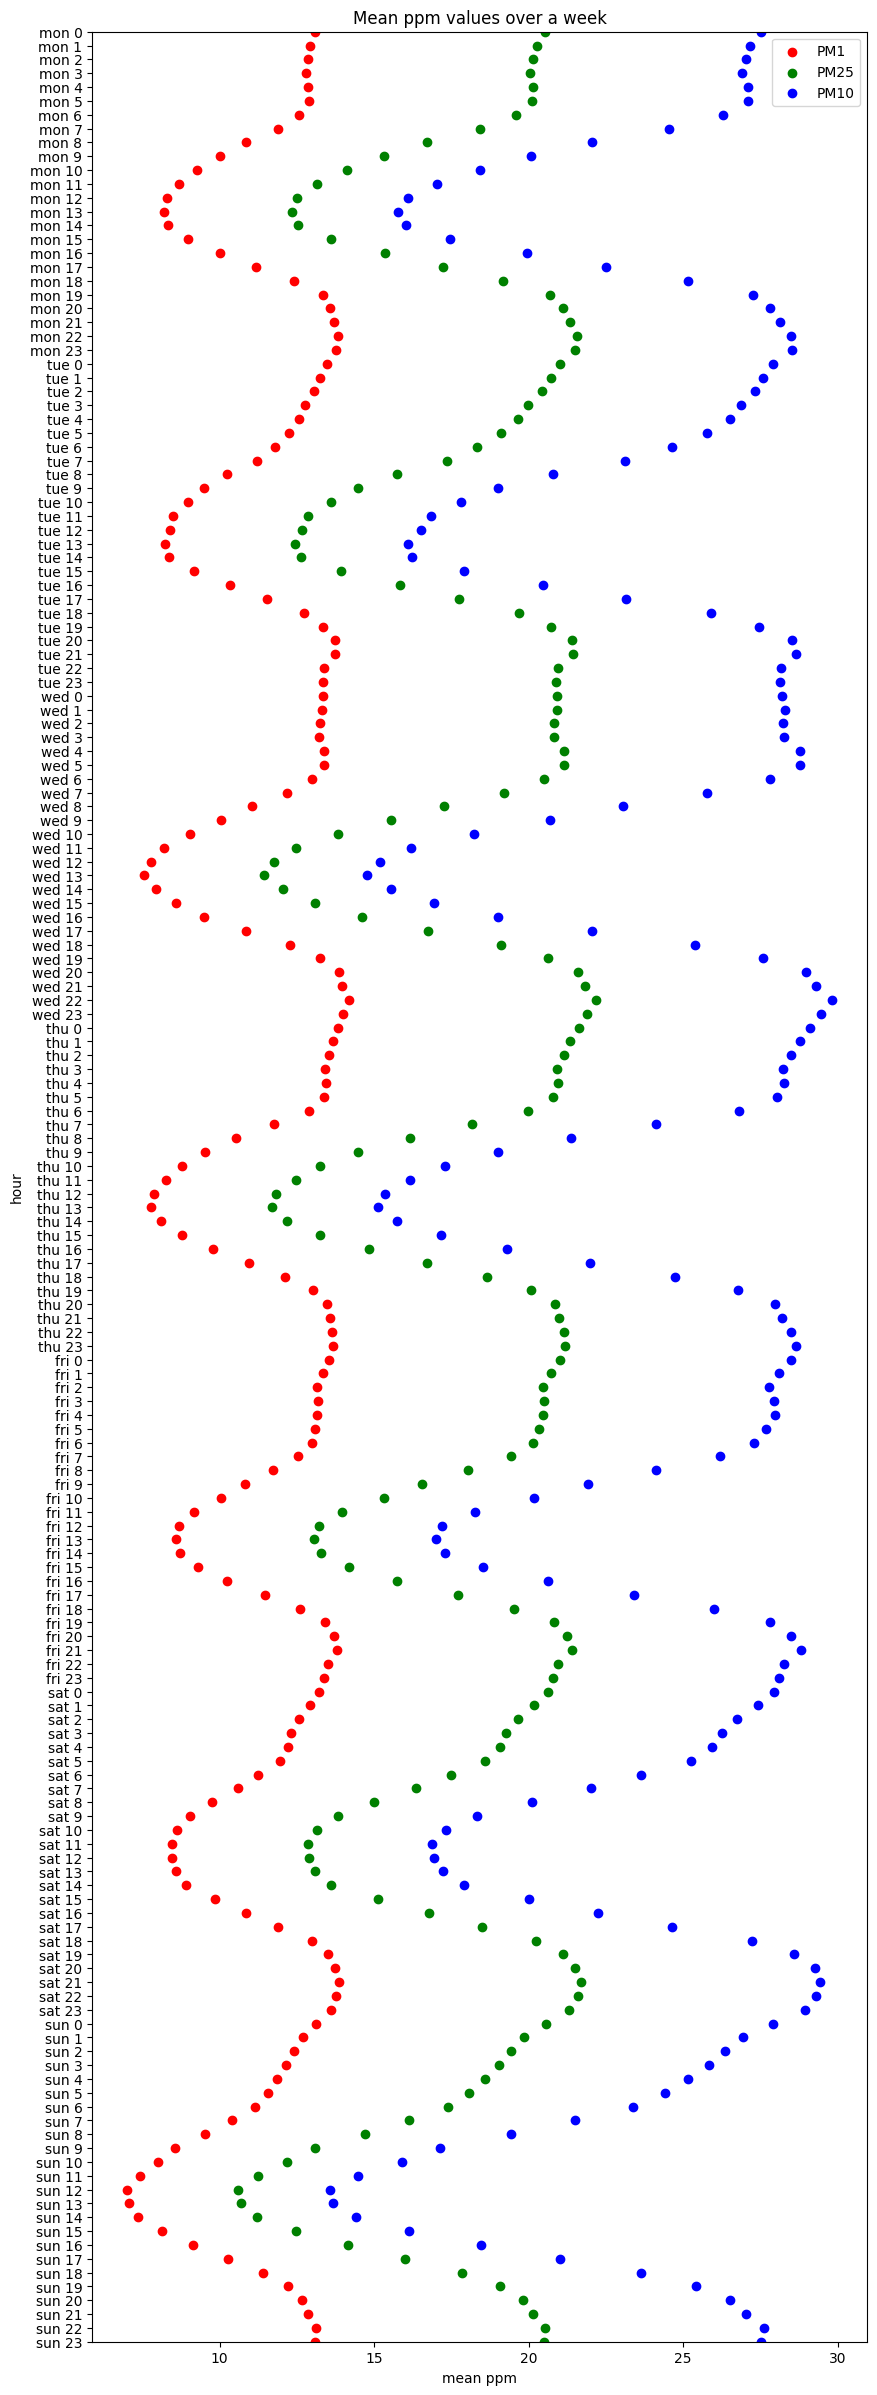 Mean ppm values over a week
PM1
PM25
PM10
mon 0
mon 1
mon 2
mon 3
mon 4
mon 5
mon 6
mon 7
mon 8
mon 9
mon 10
mon 11
mon 12
mon 13
mon 14
mon 15
mon 16
mon 17
mon 18
mon 19
mon 20
mon 21
mon 22
mon 23
tue 0
tue 1
tue 2
tue 3
tue 4
tue 5
tue 6
tue 7
tue 8
tue 9
tue 10
tue 11
tue 12
tue 13
tue 14
tue 15
tue 16
tue 17
tue 18
tue 19
tue 20
tue 21
tue 22
tue 23
wed 0
wed 1
wed 2
wed 3
wed 4
wed 5
wed 6
wed 7
wed 8
wed 9
wed 10
wed 11
wed 12
wed 13
wed 14
wed 15
wed 16
wed 17
wed 18
wed 19
wed 20
wed 21
wed 22
wed 23
thu 0
thu 1
thu 2
thu 3
thu 4
thu 5
thu 6
thu 7
thu 8
thu 9
thu 10
thu 11
thu 12
thu 13
thu 14
thu 15
thu 16
thu 17
thu 18
thu 19
thu 20
thu 21
thu 22
thu 23
fri 0
fri 1
fri 2
fri 3
fri 4
fri 5
fri 6
fri 7
fri 8
fri 9
fri 10
fri 11
fri 12
fri 13
fri 14
fri 15
fri 16
fri 17
fri 18
fri 19
fri 20
fri 21
fri 22
fri 23
sat 0
sat 1
sat 2
sat 3
sat 4
sat 5
sat 6
sat 7
sat 8
sat 9
sat 10
sat 11
sat 12
sat 13
sat 14
sat 15
sat 16
sat 17
sat 18
sat 19
sat 20
sat 21
sat 22
sat 23
sun 0
sun 1
sun 2
sun 3
sun 4
sun 5
sun 6
sun 7
sun 8
sun 9
sun 10
sun 11
sun 12
sun 13
sun 14
sun 15
sun 16
sun 17
sun 18
sun 19
sun 20
sun 21
sun 22
sun 23
hour
10 15 20 25 30
mean ppm